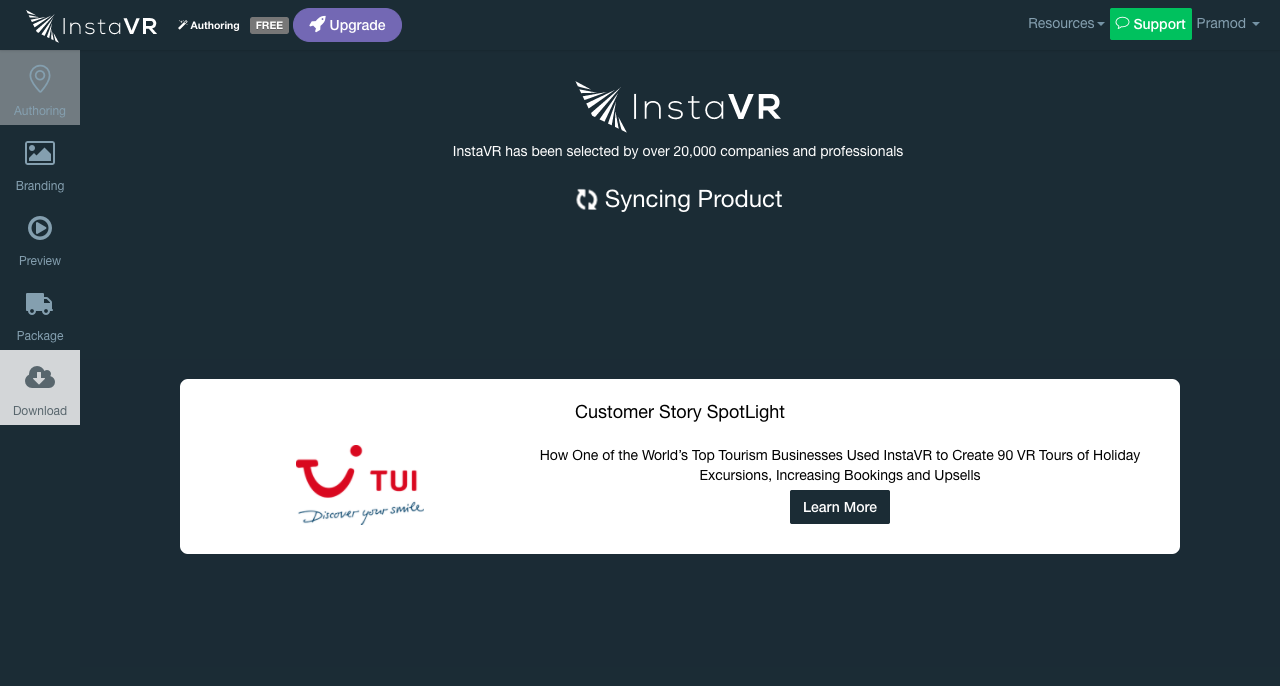 InstaVR
Authoring
FREE
Upgrade
Resources
Support
Pramod
Authoring
Branding
Preview
Package
Download
InstaVR
InstaVR has been selected by over 20,000 companies and professionals
Syncing Product
Customer Story SpotLight
TUI
Discover your smile
How One of the World’s Top Tourism Businesses Used InstaVR to Create 90 VR Tours of Holiday
Excursions, Increasing Bookings and Upsells
Learn More